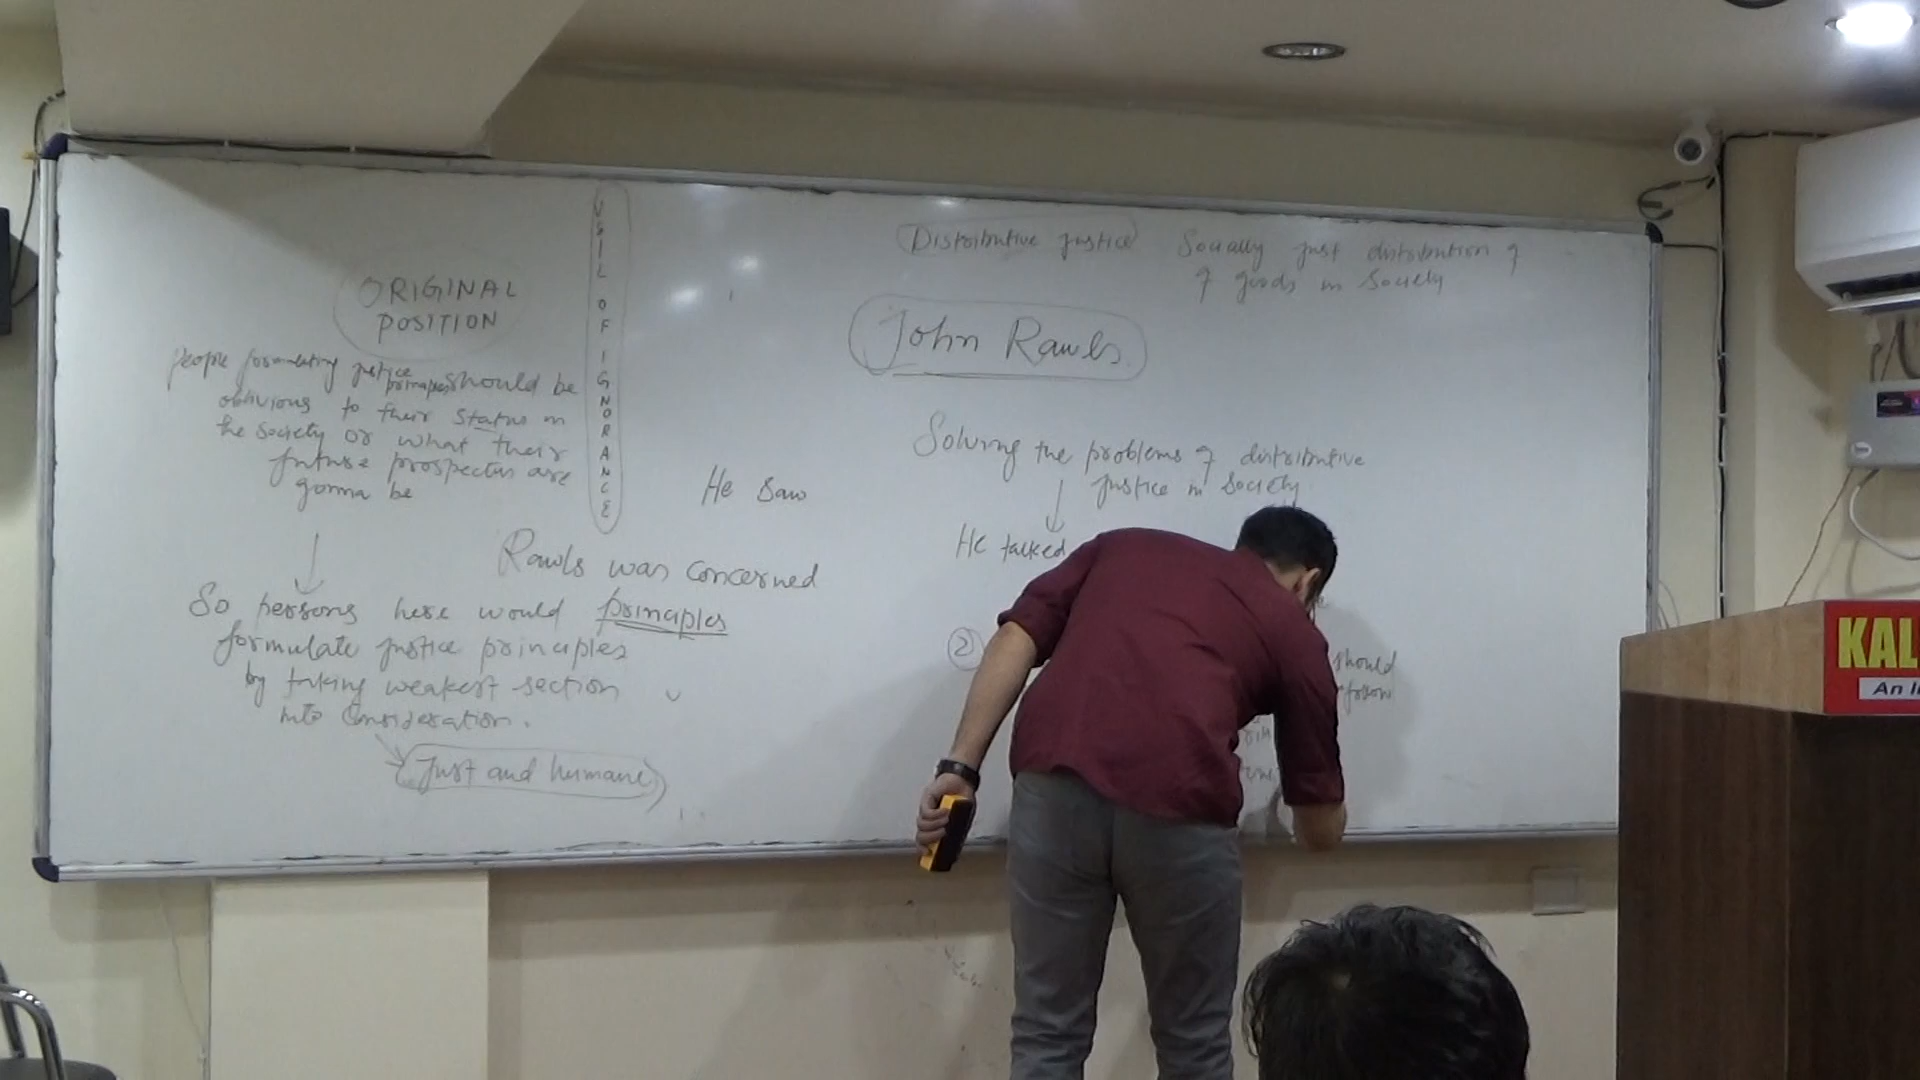 ORIGINAL
POSITION
People formulating justice principles should be
oblivious to their status in
the society or what their
future prospectus are
gonna be
So persons here would
formulate justice principles
by taking weakest section
into Consideration.
Just and humane
VEIL OF IGNORANCE
He saw
Rawls was concerned
principles
Distributive justice
Socially just distribution of
of goods in Society
John Rawls
Solving the problems of distributive
justice in Society
He talked
2
should
KAL
An I